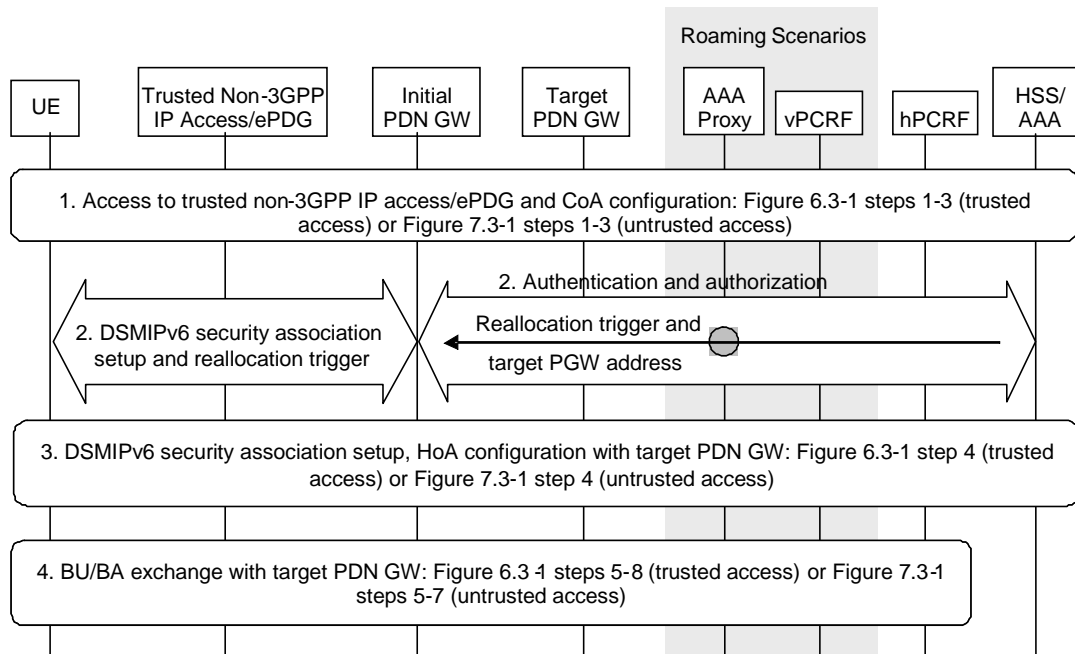 Roaming Scenarios
UE
Trusted Non-3GPP
IP Access/ePDG
Initial
PDN GW
Target
PDN GW
AAA
Proxy
vPCRF
hPCRF
HSS/
AAA
1. Access to trusted non-3GPP IP access/ePDG and CoA configuration: Figure 6.3-1 steps 1-3 (trusted
access) or Figure 7.3-1 steps 1-3 (untrusted access)
2. Authentication and authorization
2. DSMIPv6 security association
setup and reallocation trigger
Reallocation trigger and
target PGW address
3. DSMIPv6 security association setup, HoA configuration with target PDN GW: Figure 6.3-1 step 4 (trusted
access) or Figure 7.3-1 step 4 (untrusted access)
4. BU/BA exchange with target PDN GW: Figure 6.3-1 steps 5-8 (trusted access) or Figure 7.3-1
steps 5-7 (untrusted access)